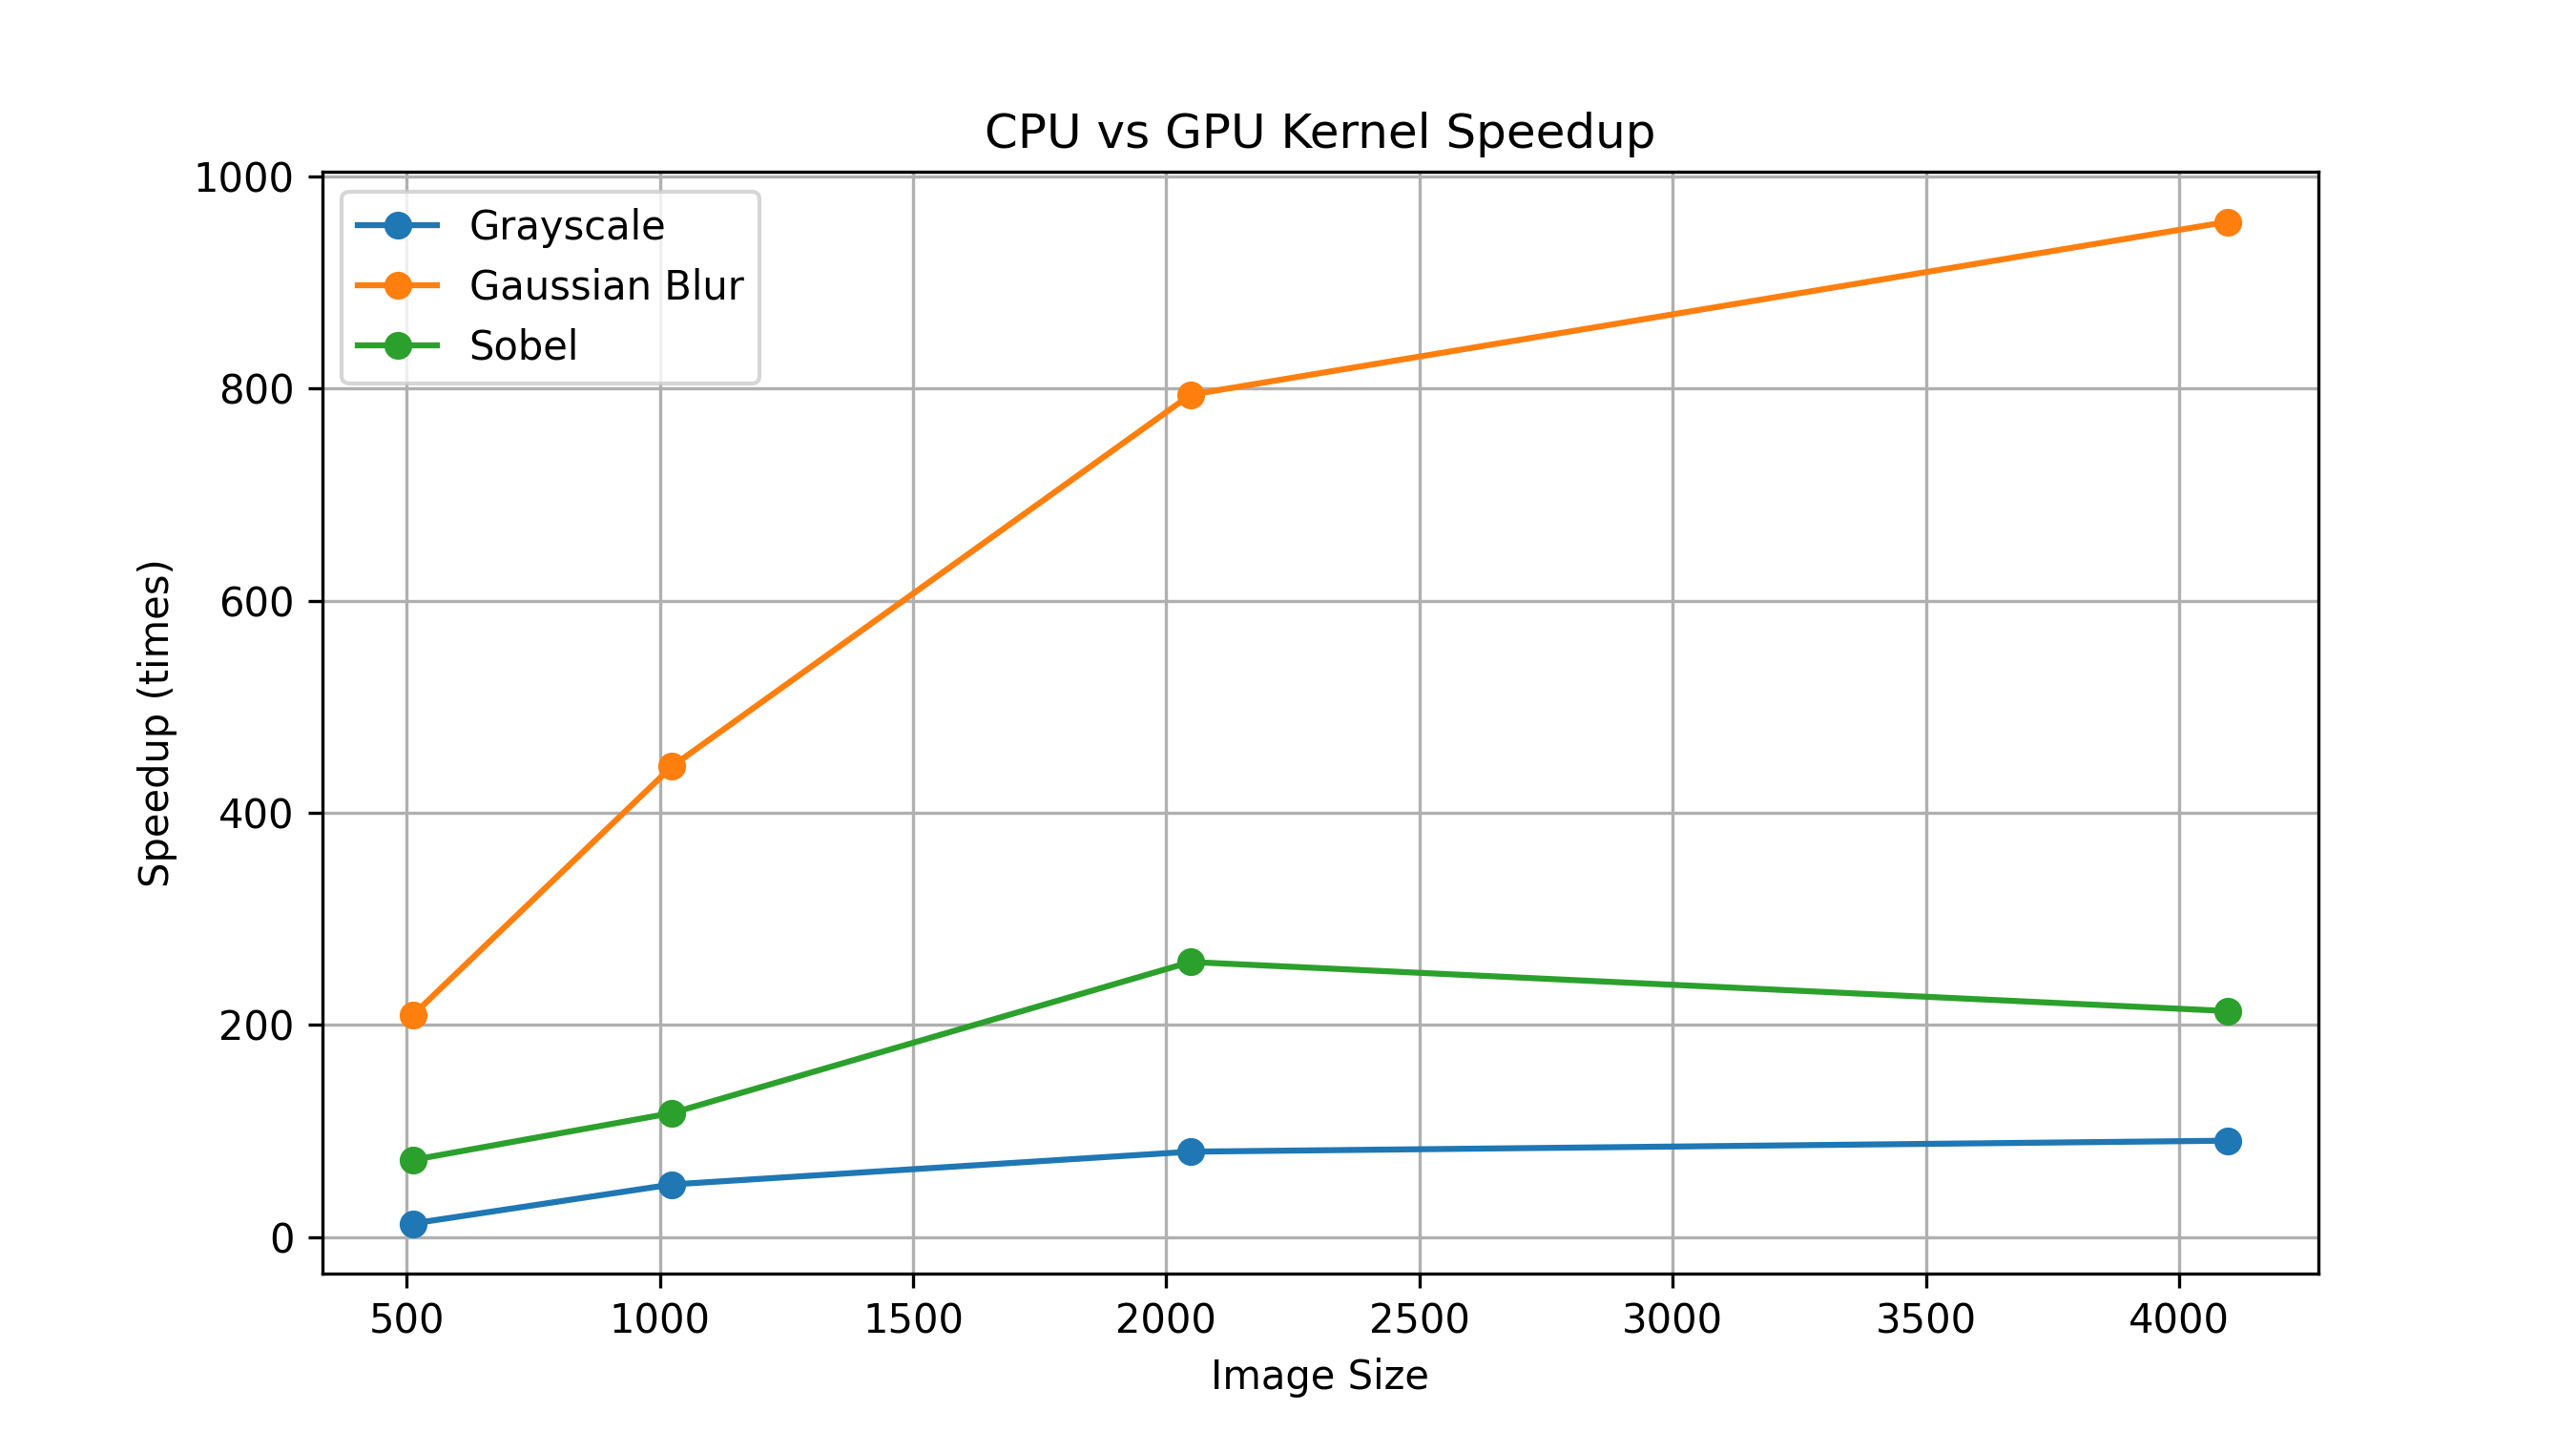 CPU vs GPU Kernel Speedup
1000
800
600
400
200
0
Speedup (times)
Grayscale
Gaussian Blur
Sobel
500 1000 1500 2000 2500 3000 3500 4000
Image Size